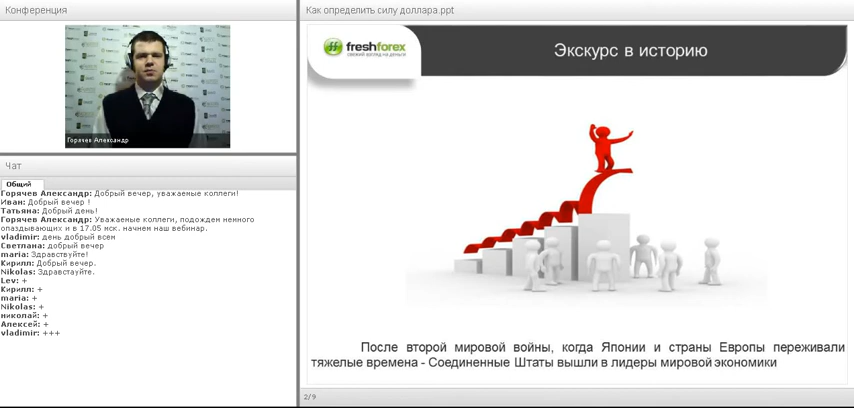 Конференция
Горячев Александр
Чат
Общий
Горячев Александр: Добрый вечер, уважаемые коллеги!
Иван: Добрый вечер !
Татьяна: Добрый день!
Горячев Александр: Уважаемые коллеги, подождем немного
опаздывающих и в 17.05 мск. начнем наш вебинар.
vladimir: день добрый всем
Светлана: добрый вечер
maria: Здравствуйте!
Кирилл: Добрый вечер.
Nikolas: Здравстауйте.
Lev: +
Кирилл: +
maria: +
Nikolas: +
николай: +
Алексей: +
vladimir: +++
Как определить силу доллара.ppt
freshforex
свежий взгляд на деньги
Экскурс в историю
После второй мировой войны, когда Японии и страны Европы переживали
тяжелые времена - Соединенные Штаты вышли в лидеры мировой экономики
2/9